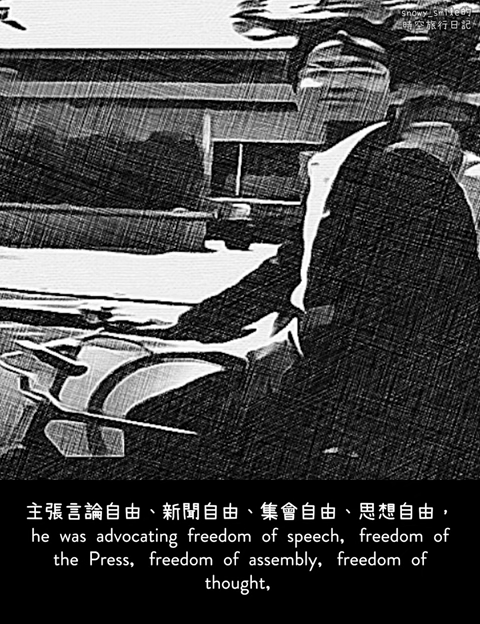 snowy_smile07
時空旅行日記
主張言論自由、新聞自由、集會自由、思想自由，
he was advocating freedom of speech, freedom of
the Press, freedom of assembly, freedom of
thought,